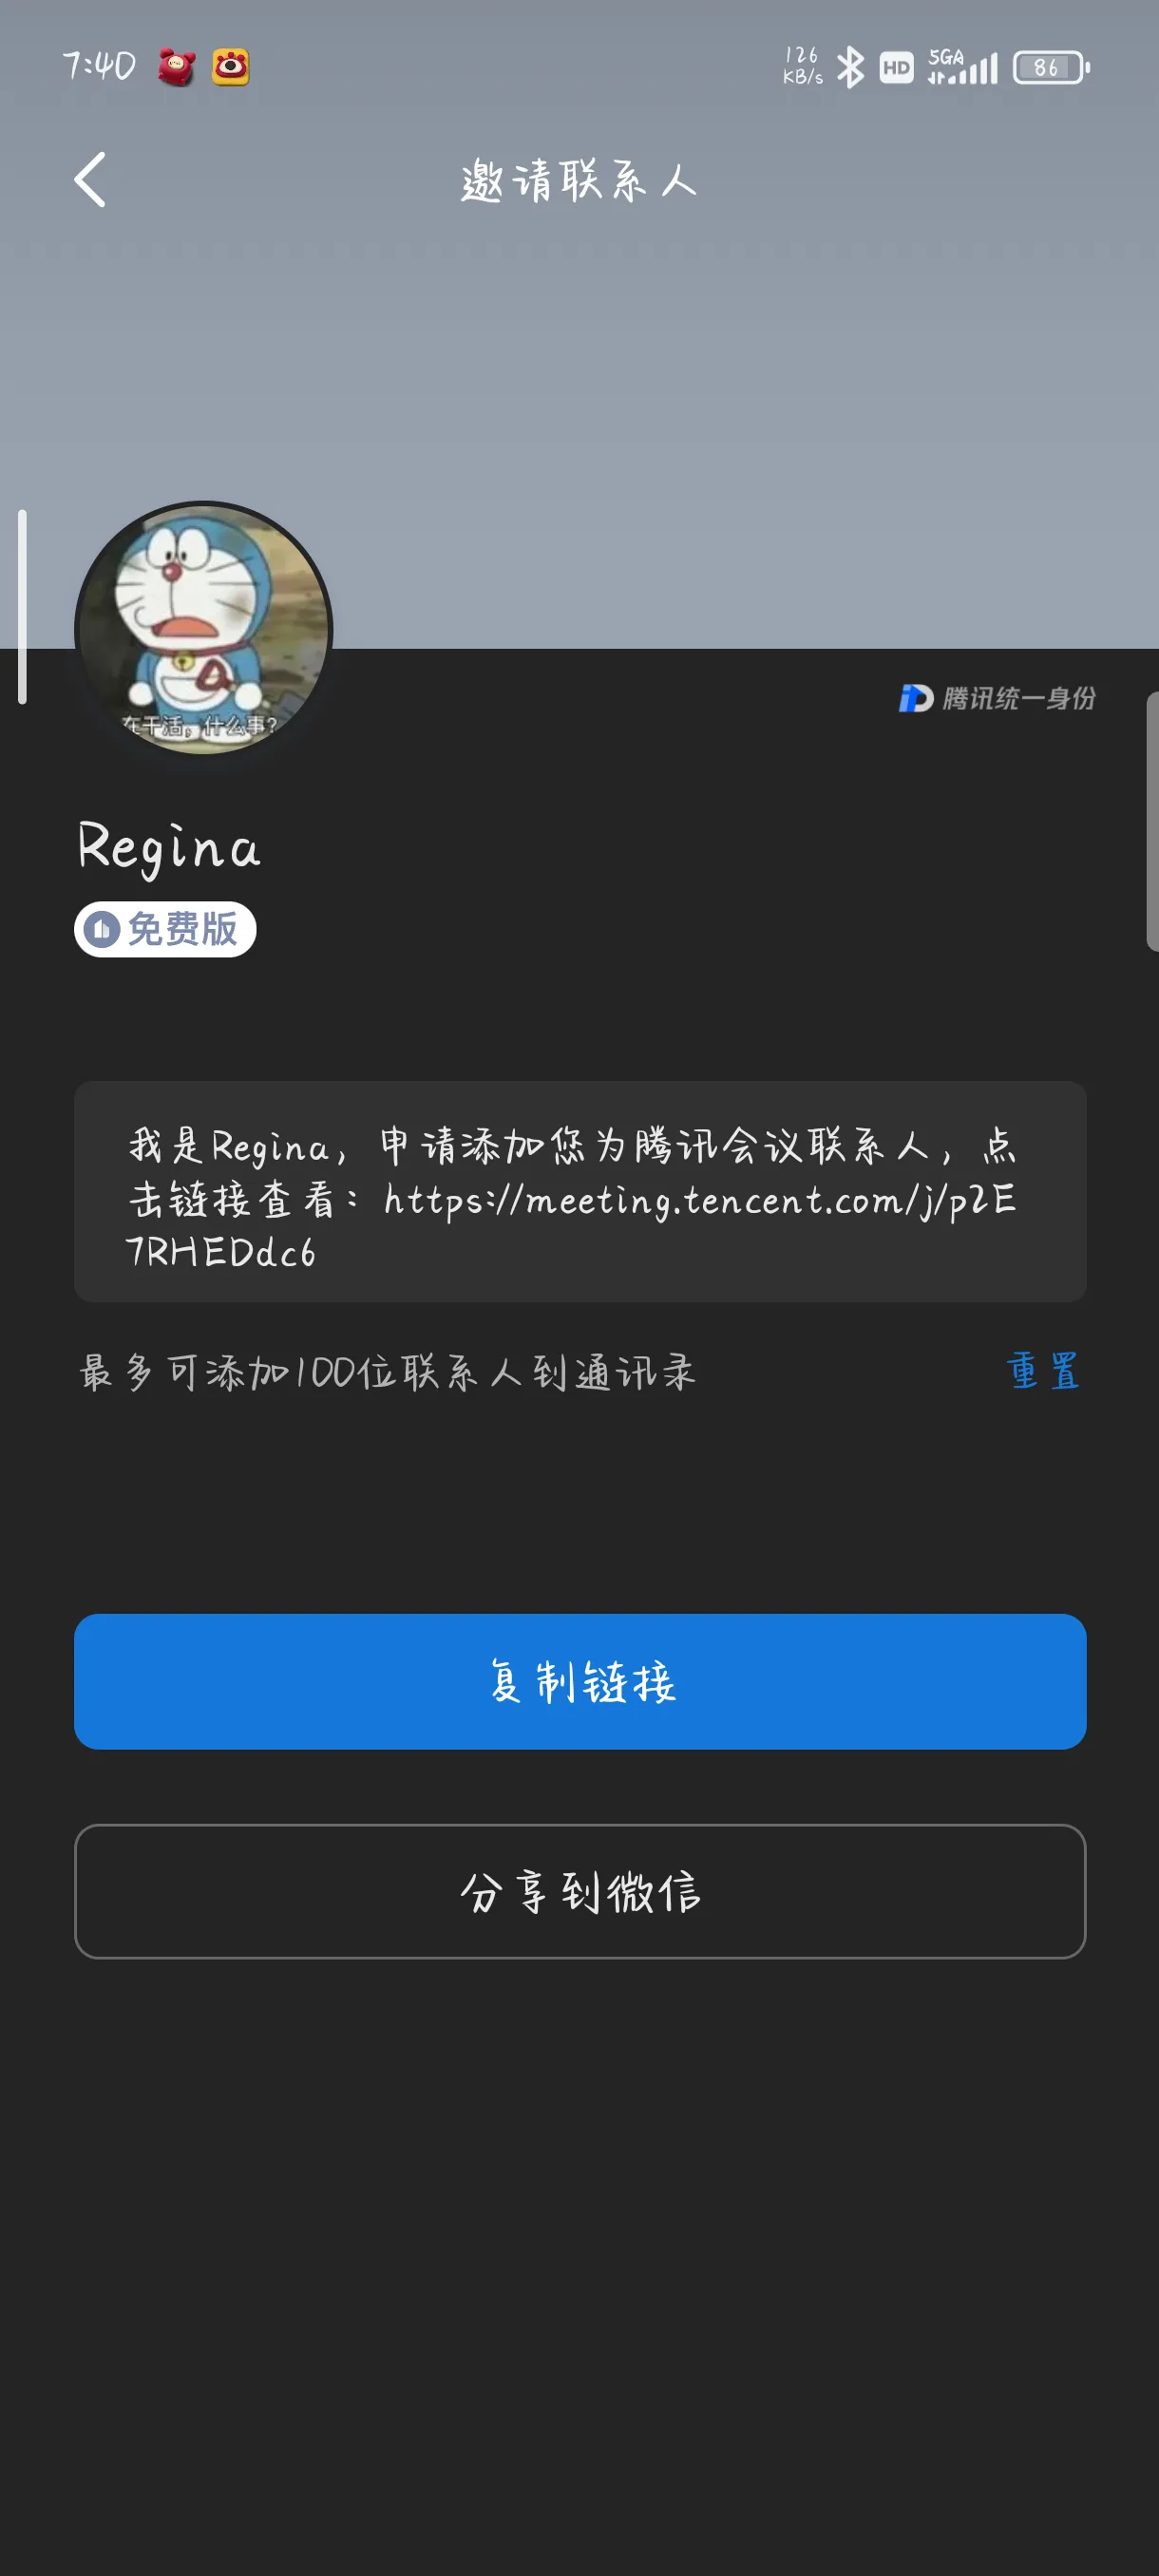 7:40
126
KB/s
HD
5GA
86
邀请联系人
在干活，什么事?
腾讯统一身份
Regina
免费版
我是Regina，申请添加您为腾讯会议联系人，点
击链接查看：https://meeting.tencent.com/j/p2E
7RHEDdc6
最多可添加100位联系人到通讯录
重置
复制链接
分享到微信